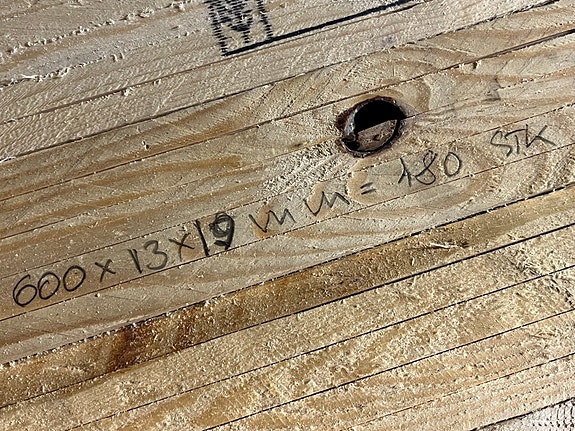 600 x 13 x 19 mm = 180 STK